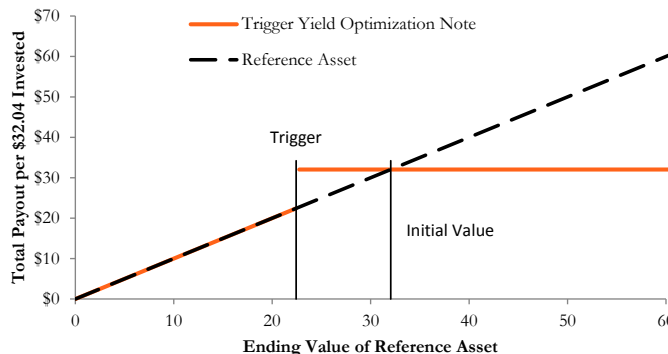 Trigger Yield Optimization Note
Reference Asset
Total Payout per $32.04 Invested
$70
$60
$50
$40
$30
$20
$10
$0
Trigger
Initial Value
0 10 20 30 40 50 60
Ending Value of Reference Asset